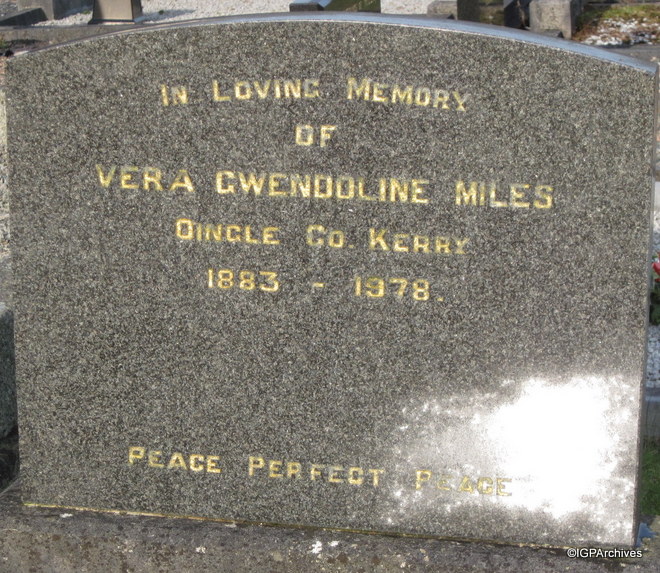 IN LOVING MEMORY
OF
VERA GWENDOLINE MILES
DINGLE CO. KERRY
1883 - 1978.
PEACE PERFECT PEACE
©IGPArchives